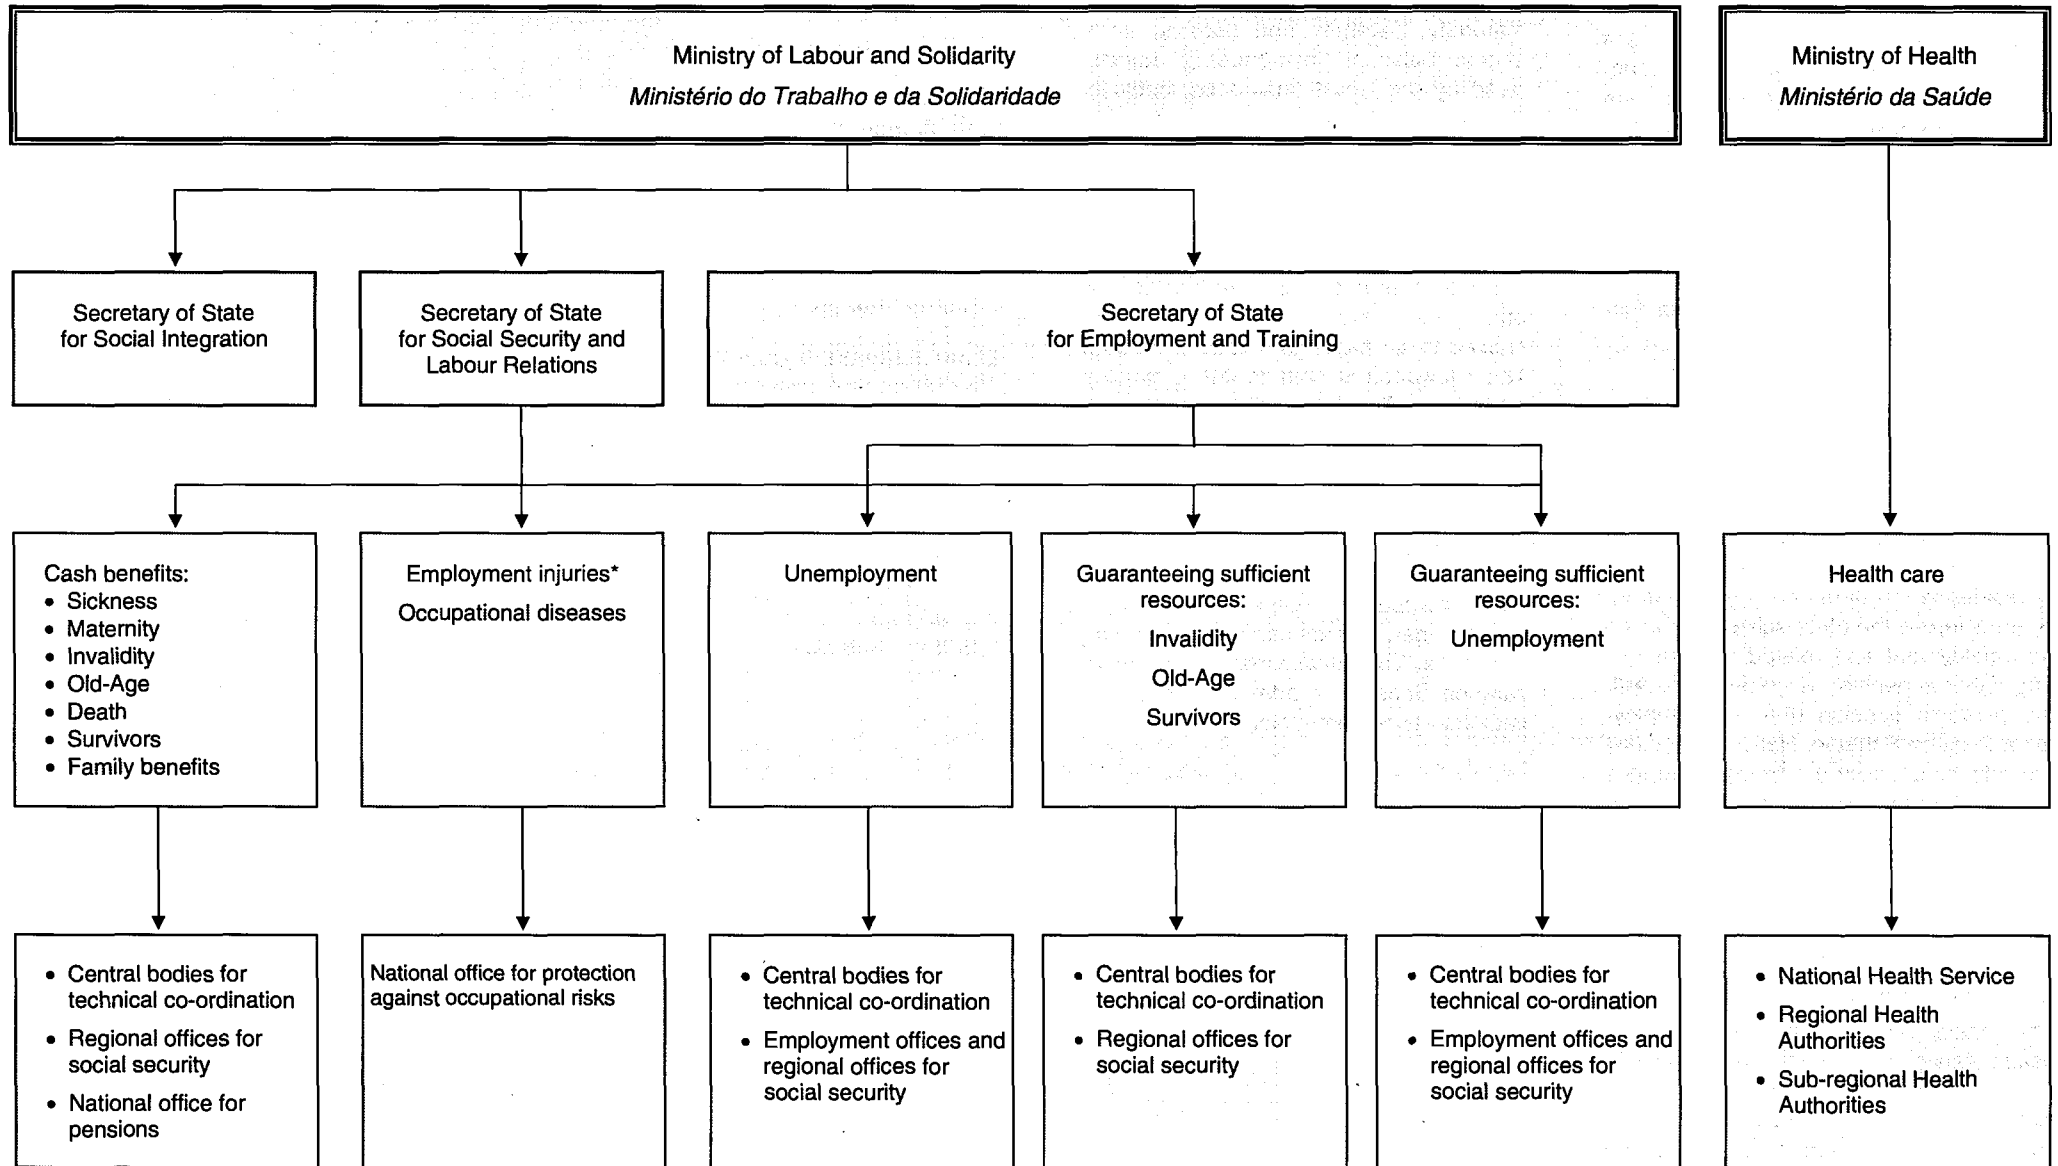 Ministry of Labour and Solidarity
Ministério do Trabalho e da Solidaridade
Ministry of Health
Ministério da Saúde
Secretary of State
for Social Integration
Secretary of State
for Social Security and
Labour Relations
Secretary of State
for Employment and Training
Cash benefits:
• Sickness
• Maternity
• Invalidity
• Old-Age
• Death
• Survivors
• Family benefits
Employment injuries*
Occupational diseases
Unemployment
Guaranteeing sufficient
resources:
Invalidity
Old-Age
Survivors
Guaranteeing sufficient
resources:
Unemployment
Health care
• Central bodies for
technical co-ordination
• Regional offices for
social security
• National office for
pensions
National office for protection
against occupational risks
• Central bodies for
technical co-ordination
• Employment offices and
regional offices for
social security
• Central bodies for
technical co-ordination
• Regional offices for
social security
• Central bodies for
technical co-ordination
• Employment offices and
regional offices for
social security
• National Health Service
• Regional Health
Authorities
• Sub-regional Health
Authorities